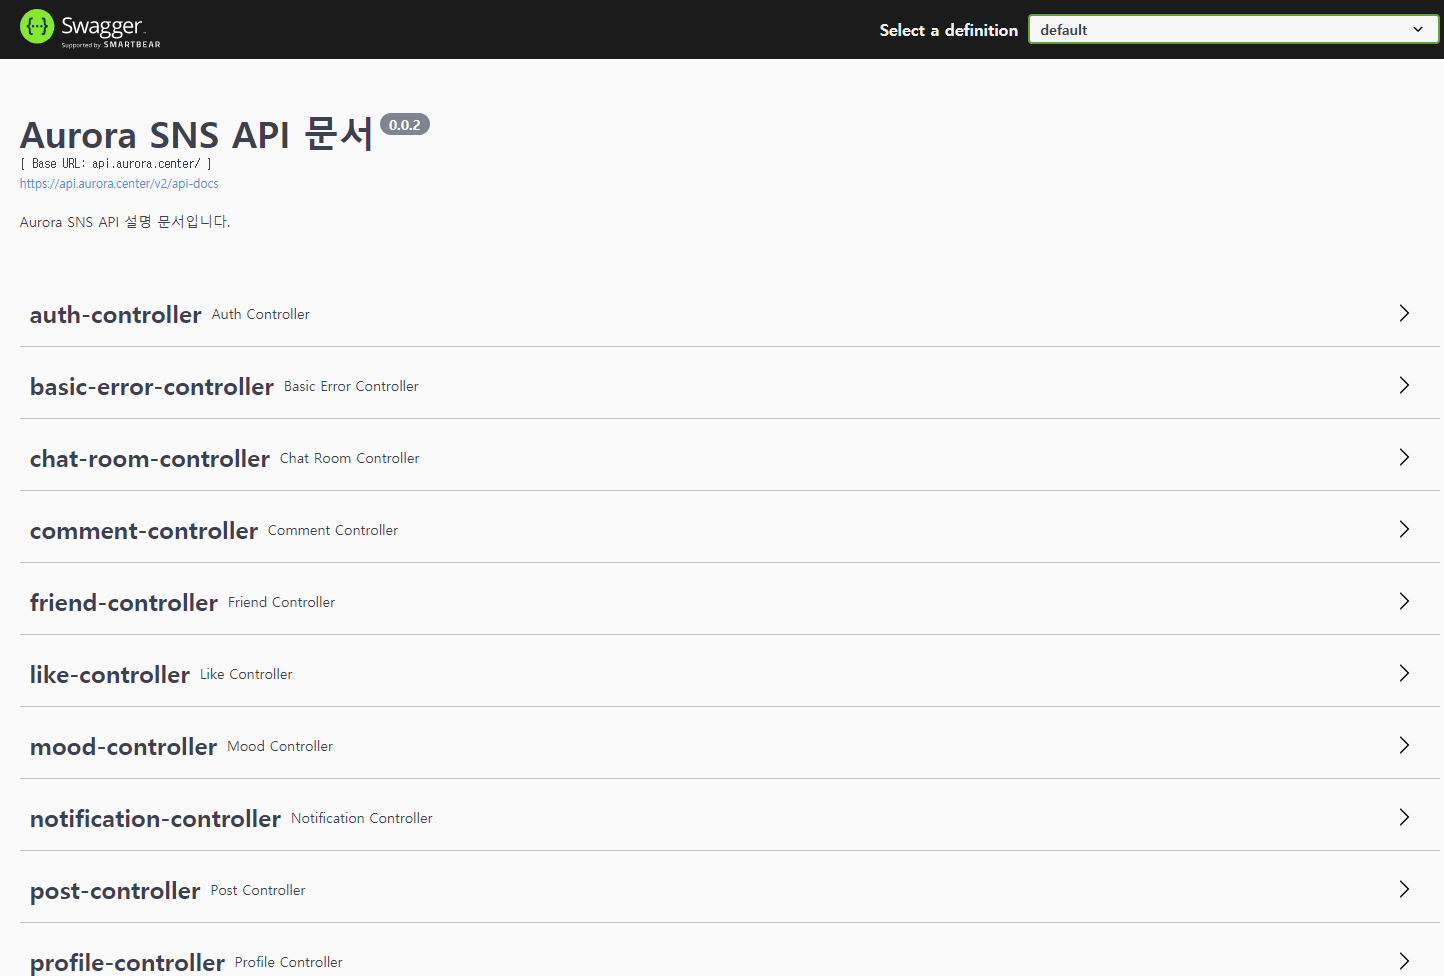 Swagger
Supported by SMARTBEAR
Select a definition
default
Aurora SNS API 문서 0.0.2
[ Base URL: api.aurora.center/ ]
https://api.aurora.center/v2/api-docs
Aurora SNS API 설명 문서입니다.
auth-controller Auth Controller
basic-error-controller Basic Error Controller
chat-room-controller Chat Room Controller
comment-controller Comment Controller
friend-controller Friend Controller
like-controller Like Controller
mood-controller Mood Controller
notification-controller Notification Controller
post-controller Post Controller
profile-controller Profile Controller